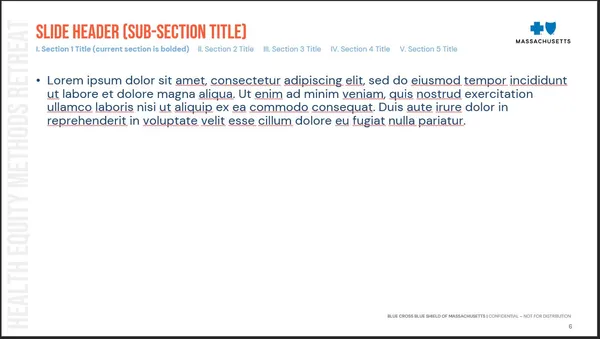 SLIDE HEADER (SUB-SECTION TITLE)
I. Section 1 Title (current section is bolded) II. Section 2 Title III. Section 3 Title IV. Section 4 Title V. Section 5 Title
MASSACHUSETTS
HEALTH EQUITY METHODS RETREAT
• Lorem ipsum dolor sit amet, consectetur adipiscing elit, sed do eiusmod tempor incididunt
ut labore et dolore magna aliqua. Ut enim ad minim veniam, quis nostrud exercitation
ullamco laboris nisi ut aliquip ex ea commodo consequat. Duis aute irure dolor in
reprehenderit in voluptate velit esse cillum dolore eu fugiat nulla pariatur.
BLUE CROSS BLUE SHIELD OF MASSACHUSETTS | CONFIDENTIAL – NOT FOR DISTRIBUTION
6